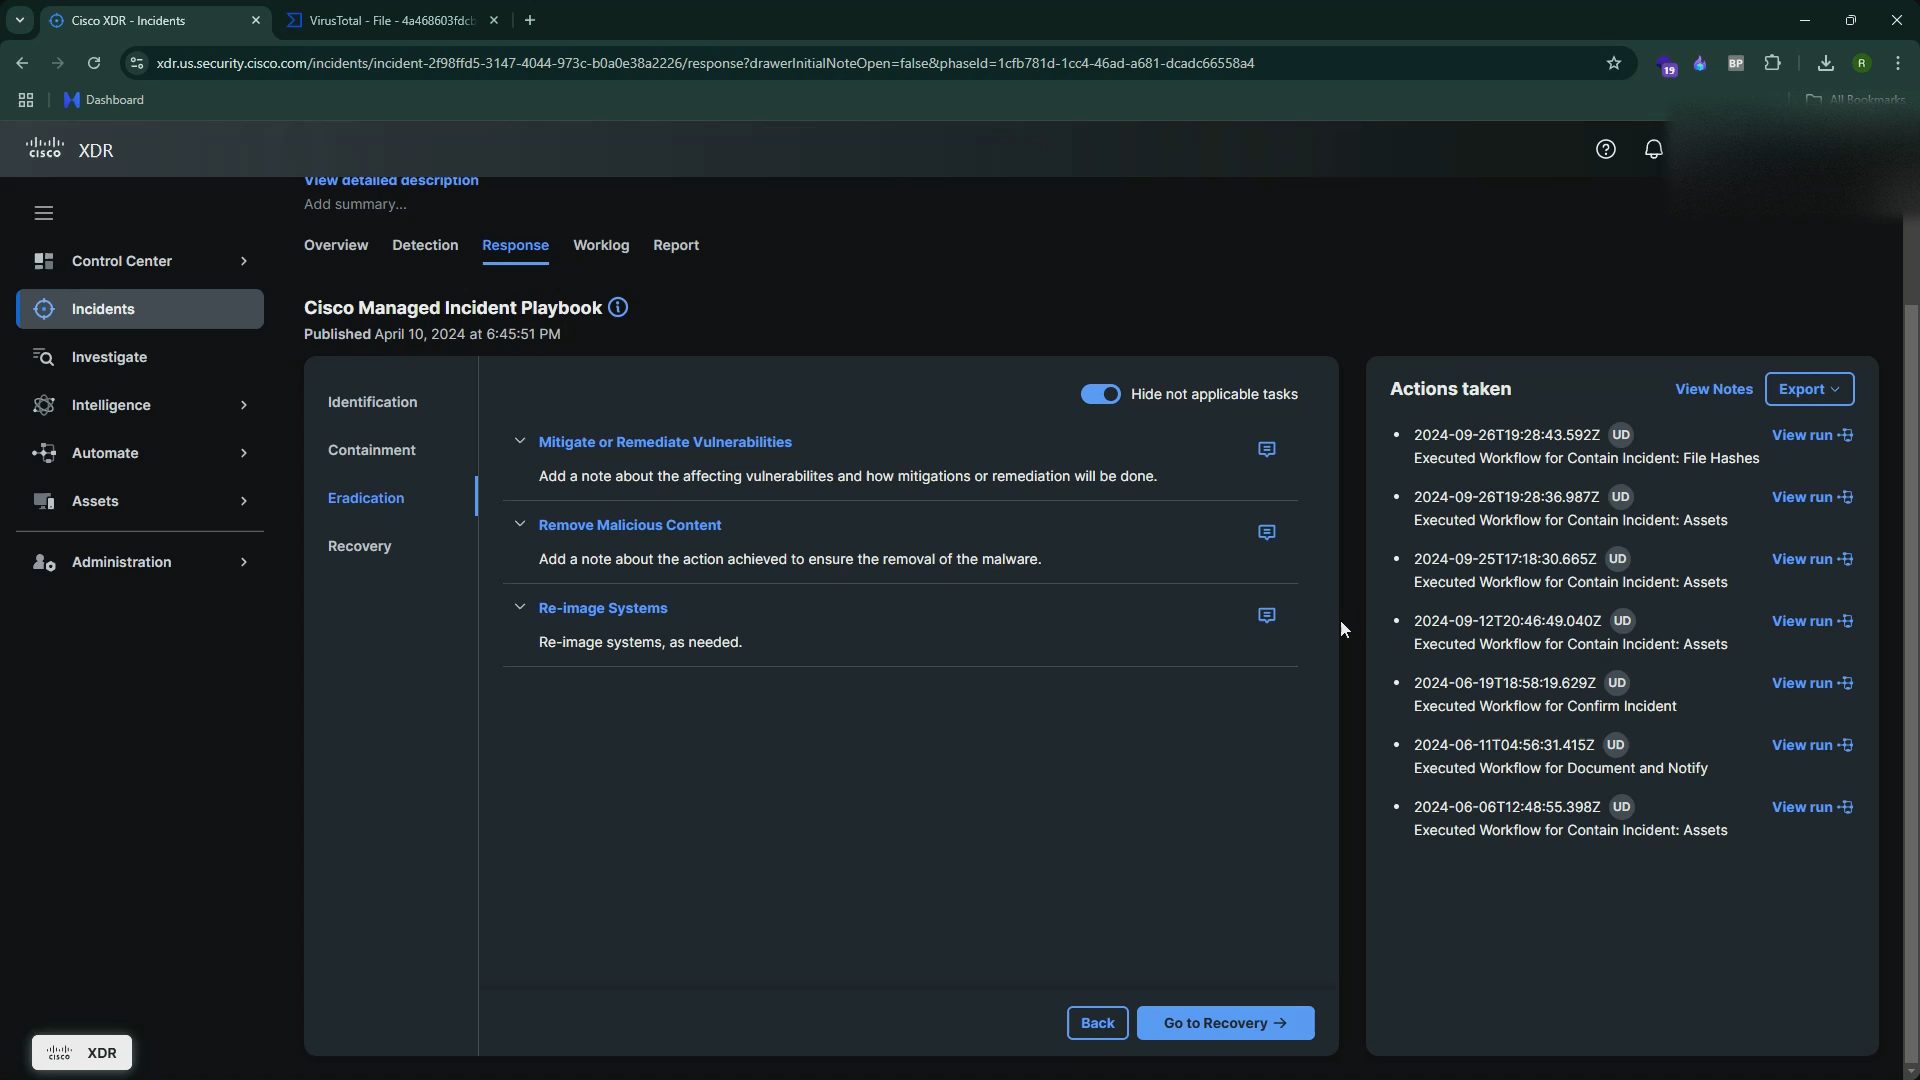 Cisco XDR - Incidents
VirusTotal - File - 4a468603fdcb
xdr.us.security.cisco.com/incidents/incident-2f98ffd5-3147-4044-973c-b0a0e38a2226/response?drawerInitialNoteOpen=false&phaseId=1cfb781d-1cc4-46ad-a681-dcadc66558a4
19
BP
R
Dashboard
All Bookmarks
CISCO XDR
View detailed description
Add summary...
Overview Detection Response Worklog Report
Control Center
Incidents
Investigate
Intelligence
Automate
Assets
Administration
Cisco Managed Incident Playbook
Published April 10, 2024 at 6:45:51 PM
Identification
Containment
Eradication
Recovery
Hide not applicable tasks
Mitigate or Remediate Vulnerabilities
Add a note about the affecting vulnerabilites and how mitigations or remediation will be done.
Remove Malicious Content
Add a note about the action achieved to ensure the removal of the malware.
Re-image Systems
Re-image systems, as needed.
Back
Go to Recovery →
Actions taken
View Notes
Export
2024-09-26T19:28:43.592Z UD View run
Executed Workflow for Contain Incident: File Hashes
2024-09-26T19:28:36.987Z UD View run
Executed Workflow for Contain Incident: Assets
2024-09-25T17:18:30.665Z UD View run
Executed Workflow for Contain Incident: Assets
2024-09-12T20:46:49.040Z UD View run
Executed Workflow for Contain Incident: Assets
2024-06-19T18:58:19.629Z UD View run
Executed Workflow for Confirm Incident
2024-06-11T04:56:31.415Z UD View run
Executed Workflow for Document and Notify
2024-06-06T12:48:55.398Z UD View run
Executed Workflow for Contain Incident: Assets
CISCO XDR